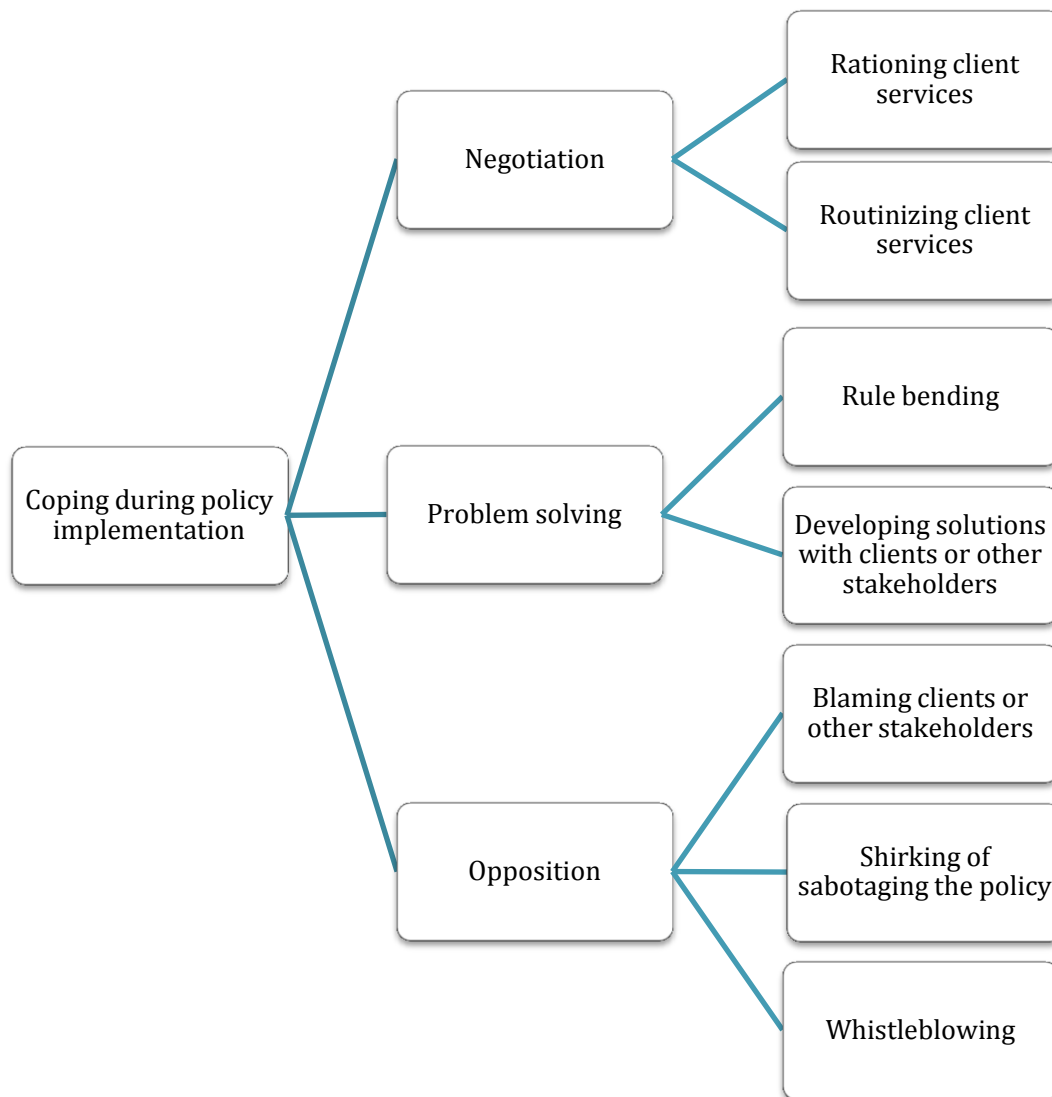 Rationing client
services
Negotiation
Routinizing client
services
Rule bending
Coping during policy
implementation
Problem solving
Developing solutions
with clients or other
stakeholders
Blaming clients or
other stakeholders
Opposition
Shirking of
sabotaging the policy
Whistleblowing